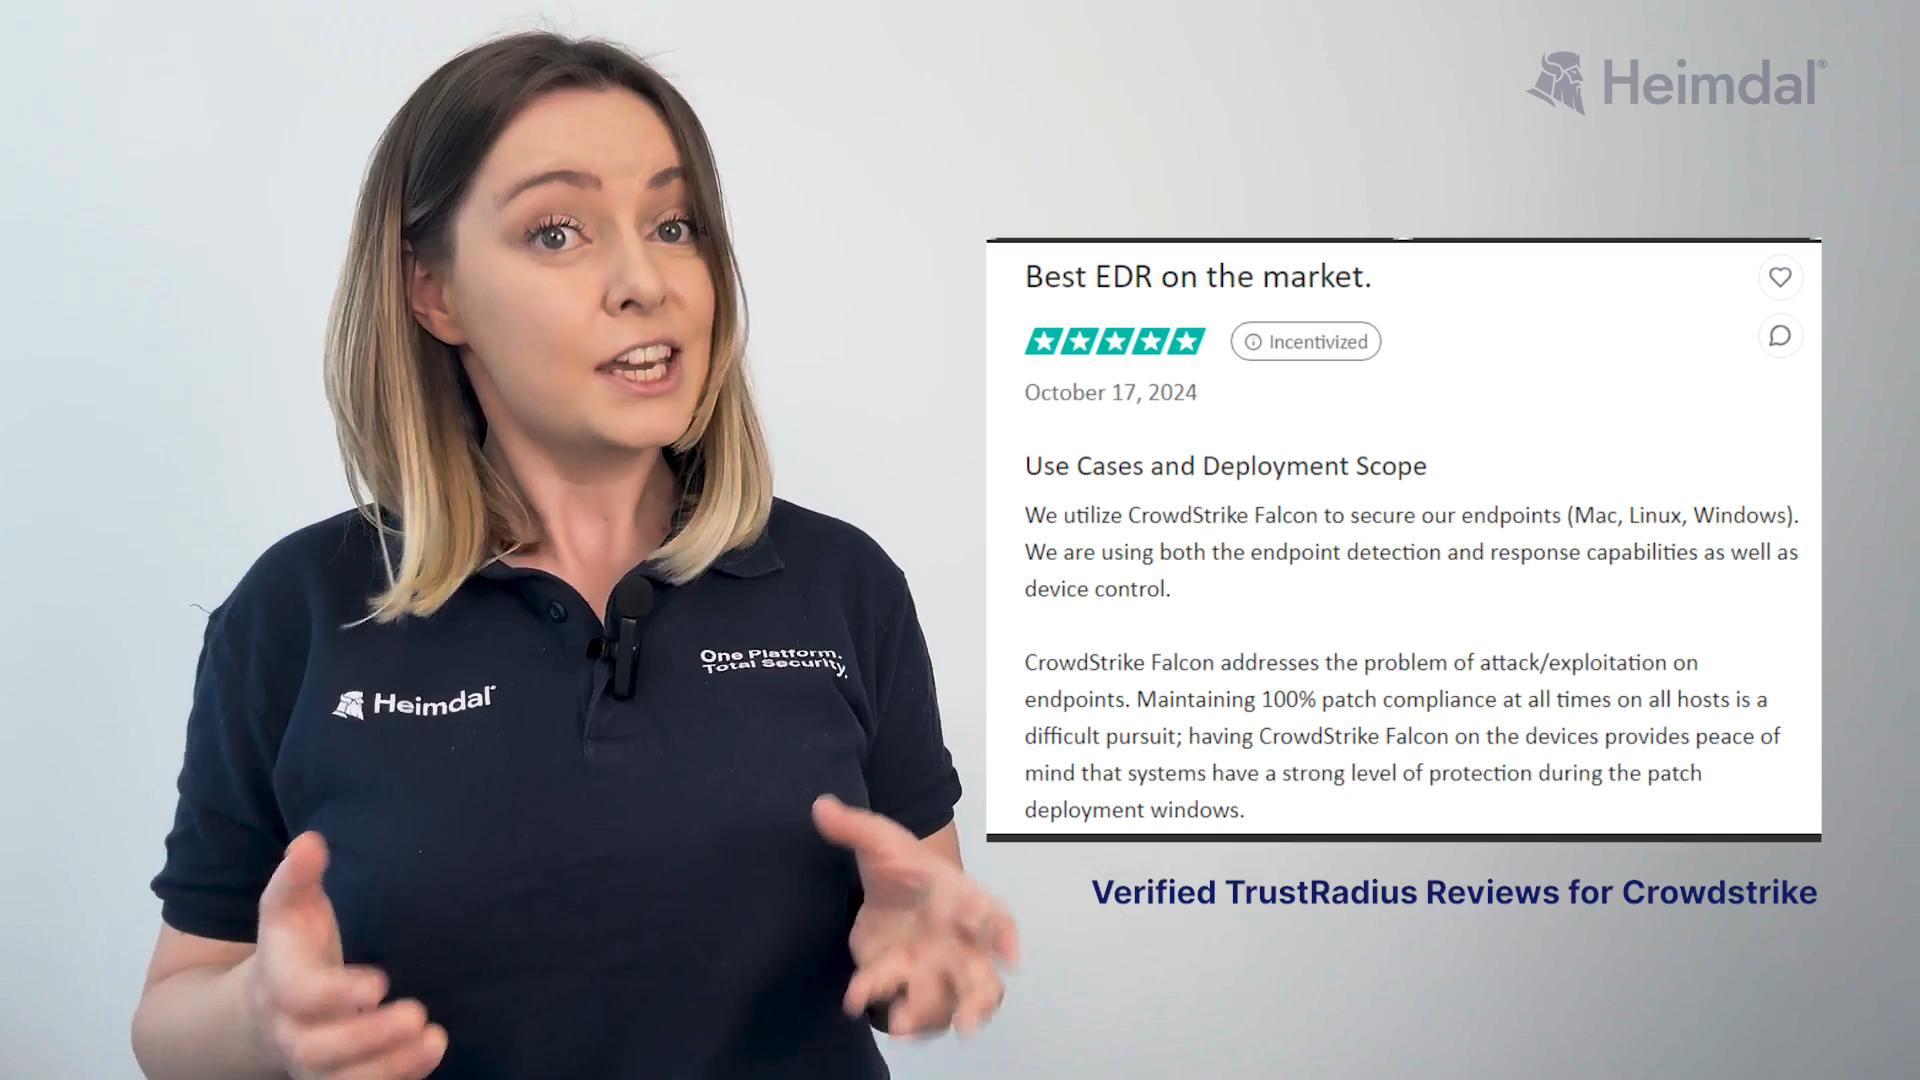 Heimdal®
Best EDR on the market.
Incentivized
October 17, 2024
Use Cases and Deployment Scope
We utilize CrowdStrike Falcon to secure our endpoints (Mac, Linux, Windows).
We are using both the endpoint detection and response capabilities as well as
device control.
CrowdStrike Falcon addresses the problem of attack/exploitation on
endpoints. Maintaining 100% patch compliance at all times on all hosts is a
difficult pursuit; having CrowdStrike Falcon on the devices provides peace of
mind that systems have a strong level of protection during the patch
deployment windows.
Verified TrustRadius Reviews for Crowdstrike
One Platform.
Total Security.
Heimdal®